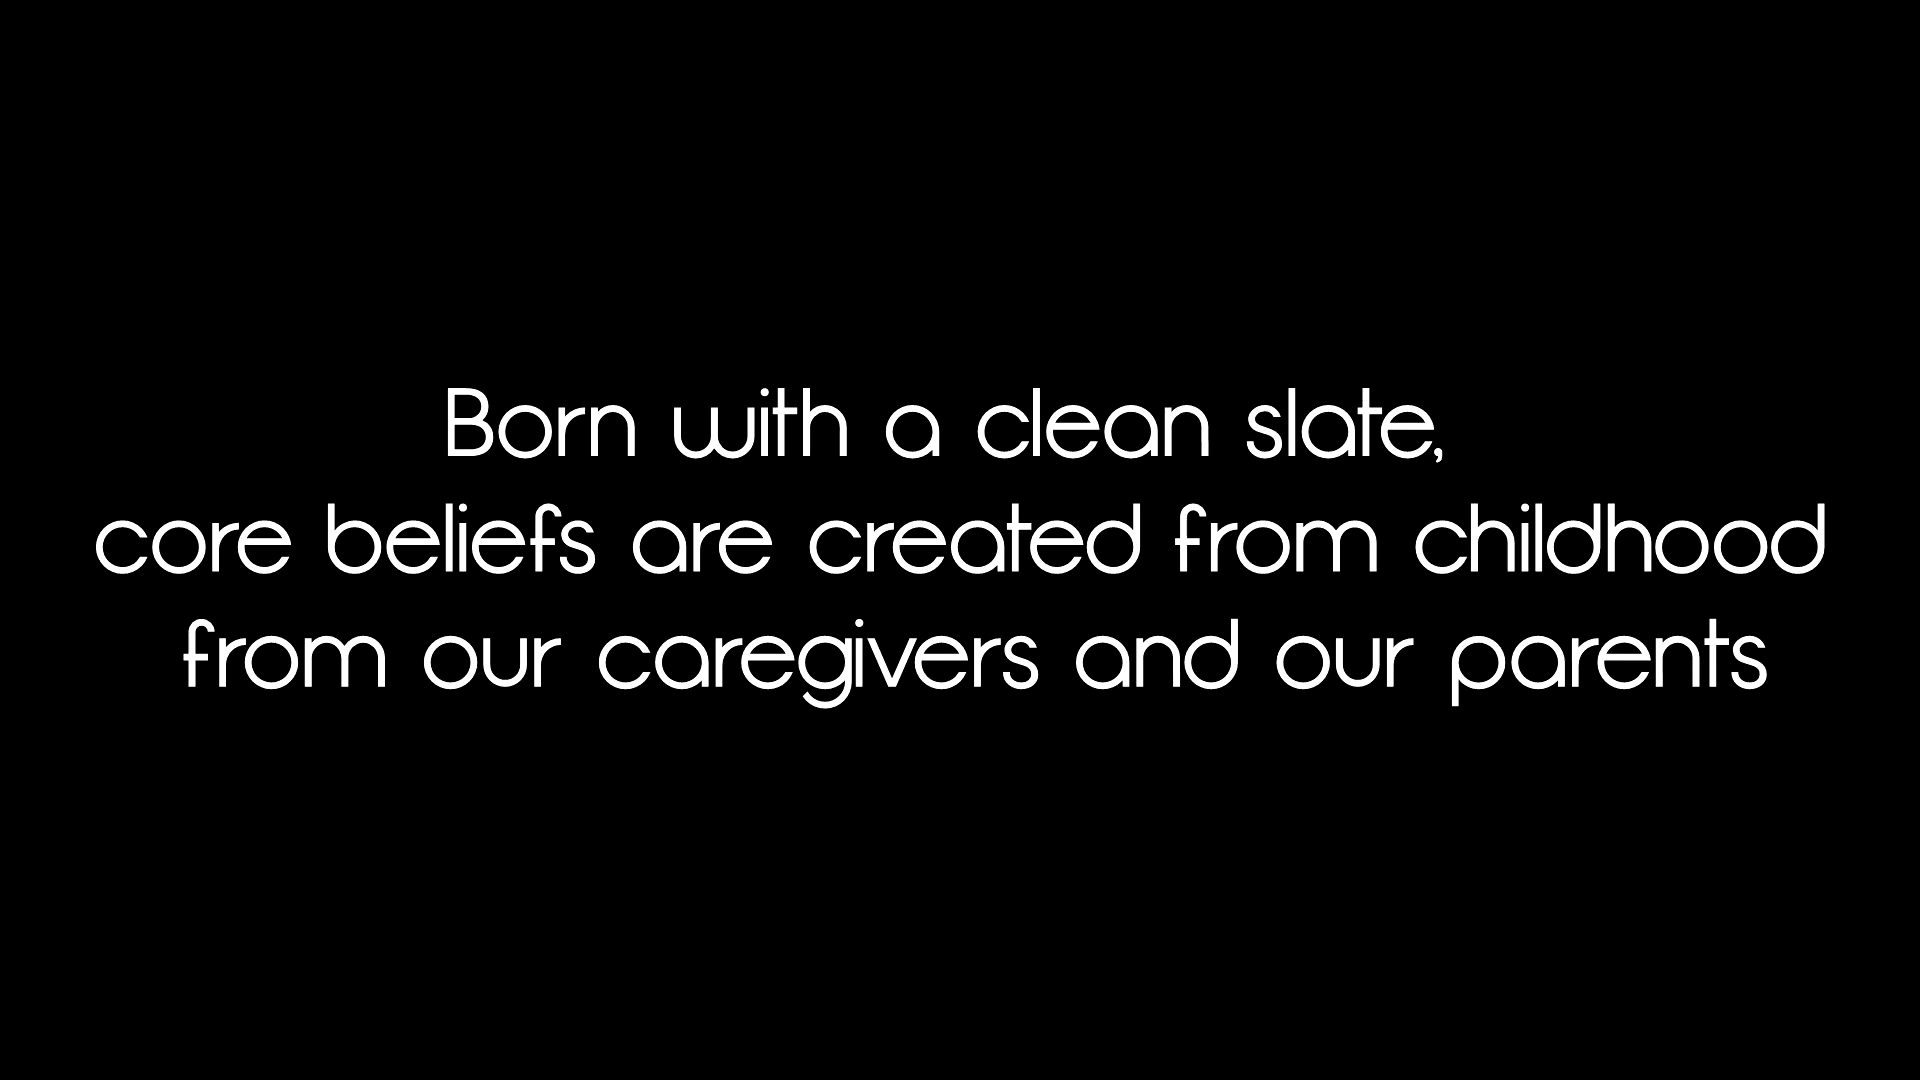 Born with a clean slate,
core beliefs are created from childhood
from our caregivers and our parents